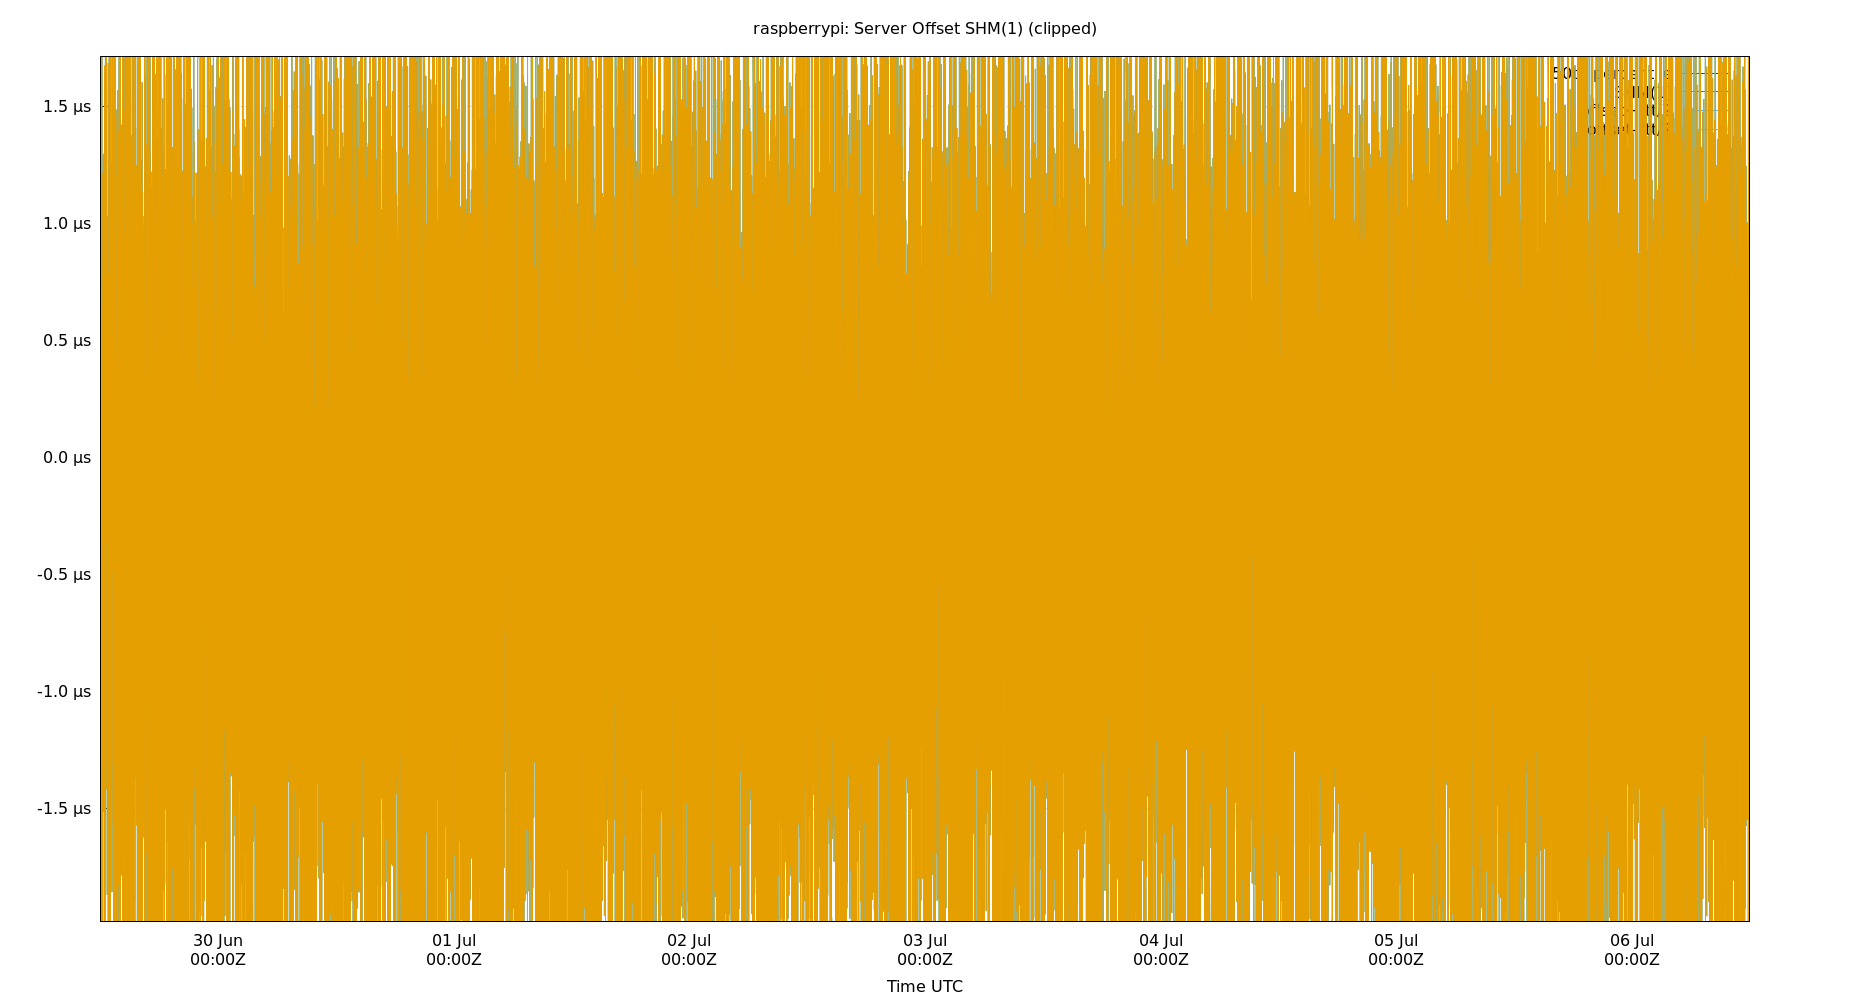 raspberrypi: Server Offset SHM(1) (clipped)
1.5 µs
1.0 µs
0.5 µs
0.0 µs
-0.5 µs
-1.0 µs
-1.5 µs
30 Jun 01 Jul 02 Jul 03 Jul 04 Jul 05 Jul 06 Jul
00:00Z 00:00Z 00:00Z 00:00Z 00:00Z 00:00Z 00:00Z
Time UTC